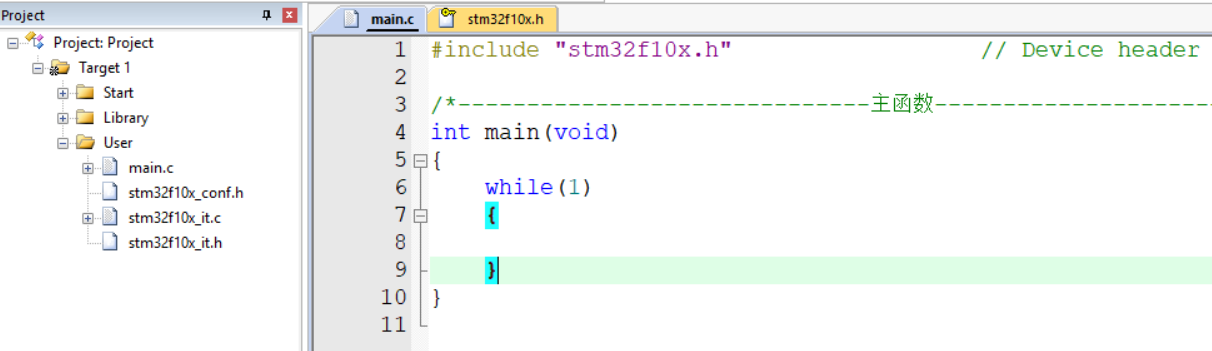 Project
Project: Project
Target 1
Start
Library
User
main.c
stm32f10x_conf.h
stm32f10x_it.c
stm32f10x_it.h
main.c
stm32f10x.h
1 #include "stm32f10x.h" // Device header
2
3 /*------------------------------主函数--------------------
4 int main(void)
5 {
6 while(1)
7 {
8
9 }
10 }
11